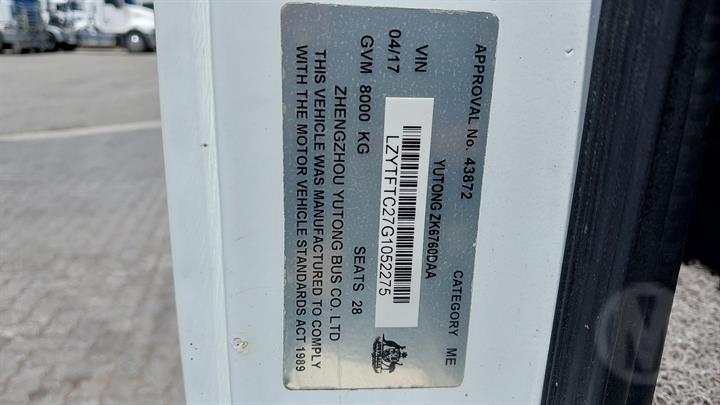 APPROVAL No. 43872 CATEGORY ME
YUTONG ZK6760DAA
VIN LZYTFTC27G1052275
04/17
GVM 8000 KG SEATS 28
ZHENGZHOU YUTONG BUS CO. LTD
THIS VEHICLE WAS MANUFACTURED TO COMPLY
WITH THE MOTOR VEHICLE STANDARDS ACT 1989